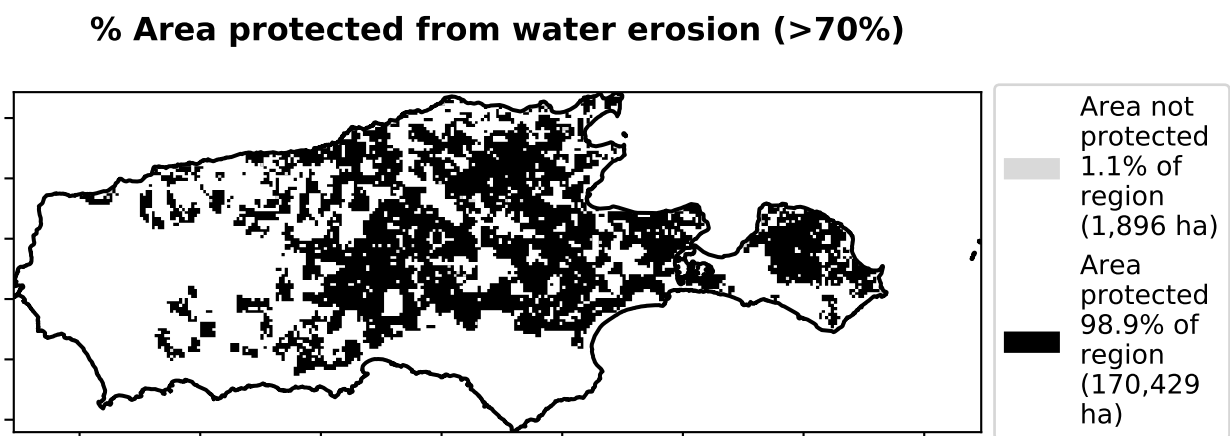 % Area protected from water erosion (>70%)
Area not
protected
1.1% of
region
(1,896 ha)
Area
protected
98.9% of
region
(170,429
ha)